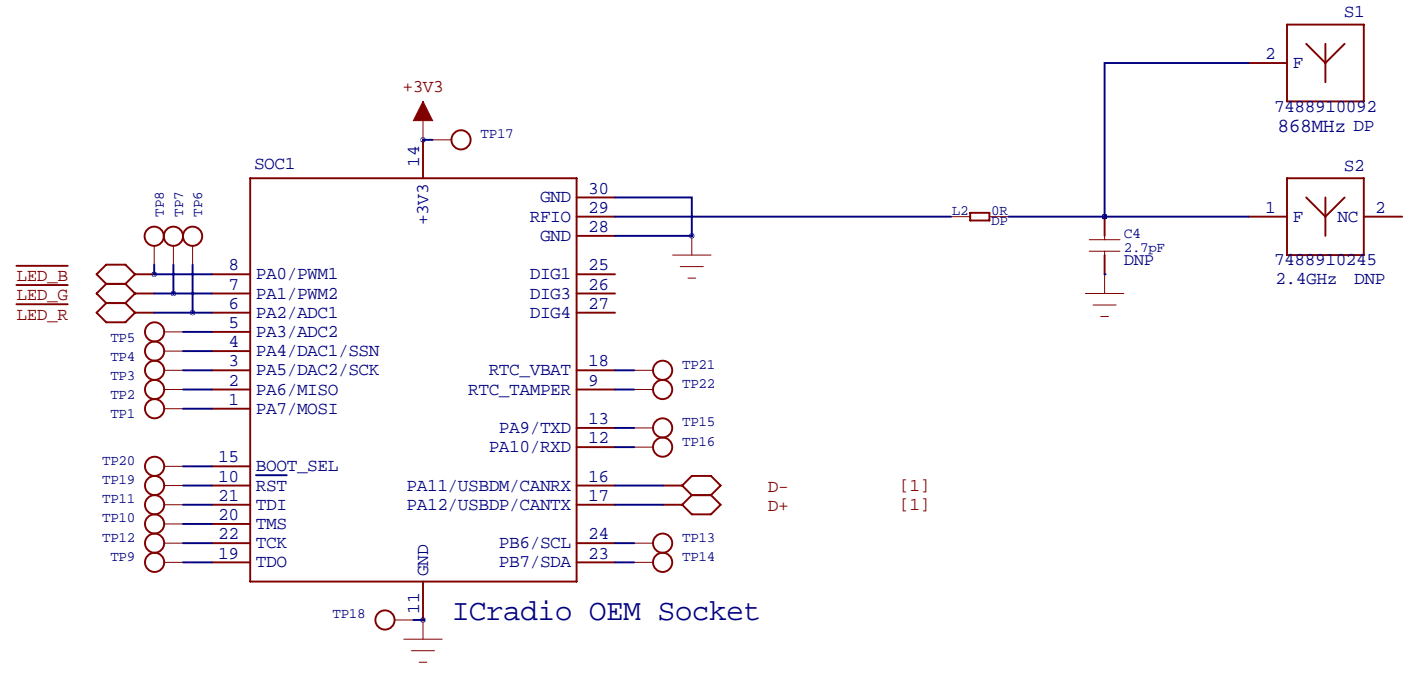 S1
2
F
7488910092
868MHz DP
+3V3
TP17
14
SOC1
+3V3
S2
1
F
NC
2
7488910245
2.4GHz DNP
L2
0R
DP
C4
2.7pF
DNP
TP8
TP7
TP6
GND 30
RFIO 29
GND 28
LED_B
8 PA0/PWM1
DIG1 25
LED_G
7 PA1/PWM2
DIG3 26
LED_R
6 PA2/ADC1
DIG4 27
TP5 5 PA3/ADC2
TP4 4 PA4/DAC1/SSN
TP3 3 PA5/DAC2/SCK
RTC_VBAT 18 TP21
TP2 2 PA6/MISO
RTC_TAMPER 9 TP22
TP1 1 PA7/MOSI
PA9/TXD 13 TP15
PA10/RXD 12 TP16
TP20 15 BOOT_SEL
TP19 10 RST
PA11/USBDM/CANRX 16 D- [1]
TP11 21 TDI
PA12/USBDP/CANTX 17 D+ [1]
TP10 20 TMS
TP12 22 TCK
PB6/SCL 24 TP13
TP9 19 TDO
PB7/SDA 23 TP14
GND
11
TP18
ICradio OEM Socket